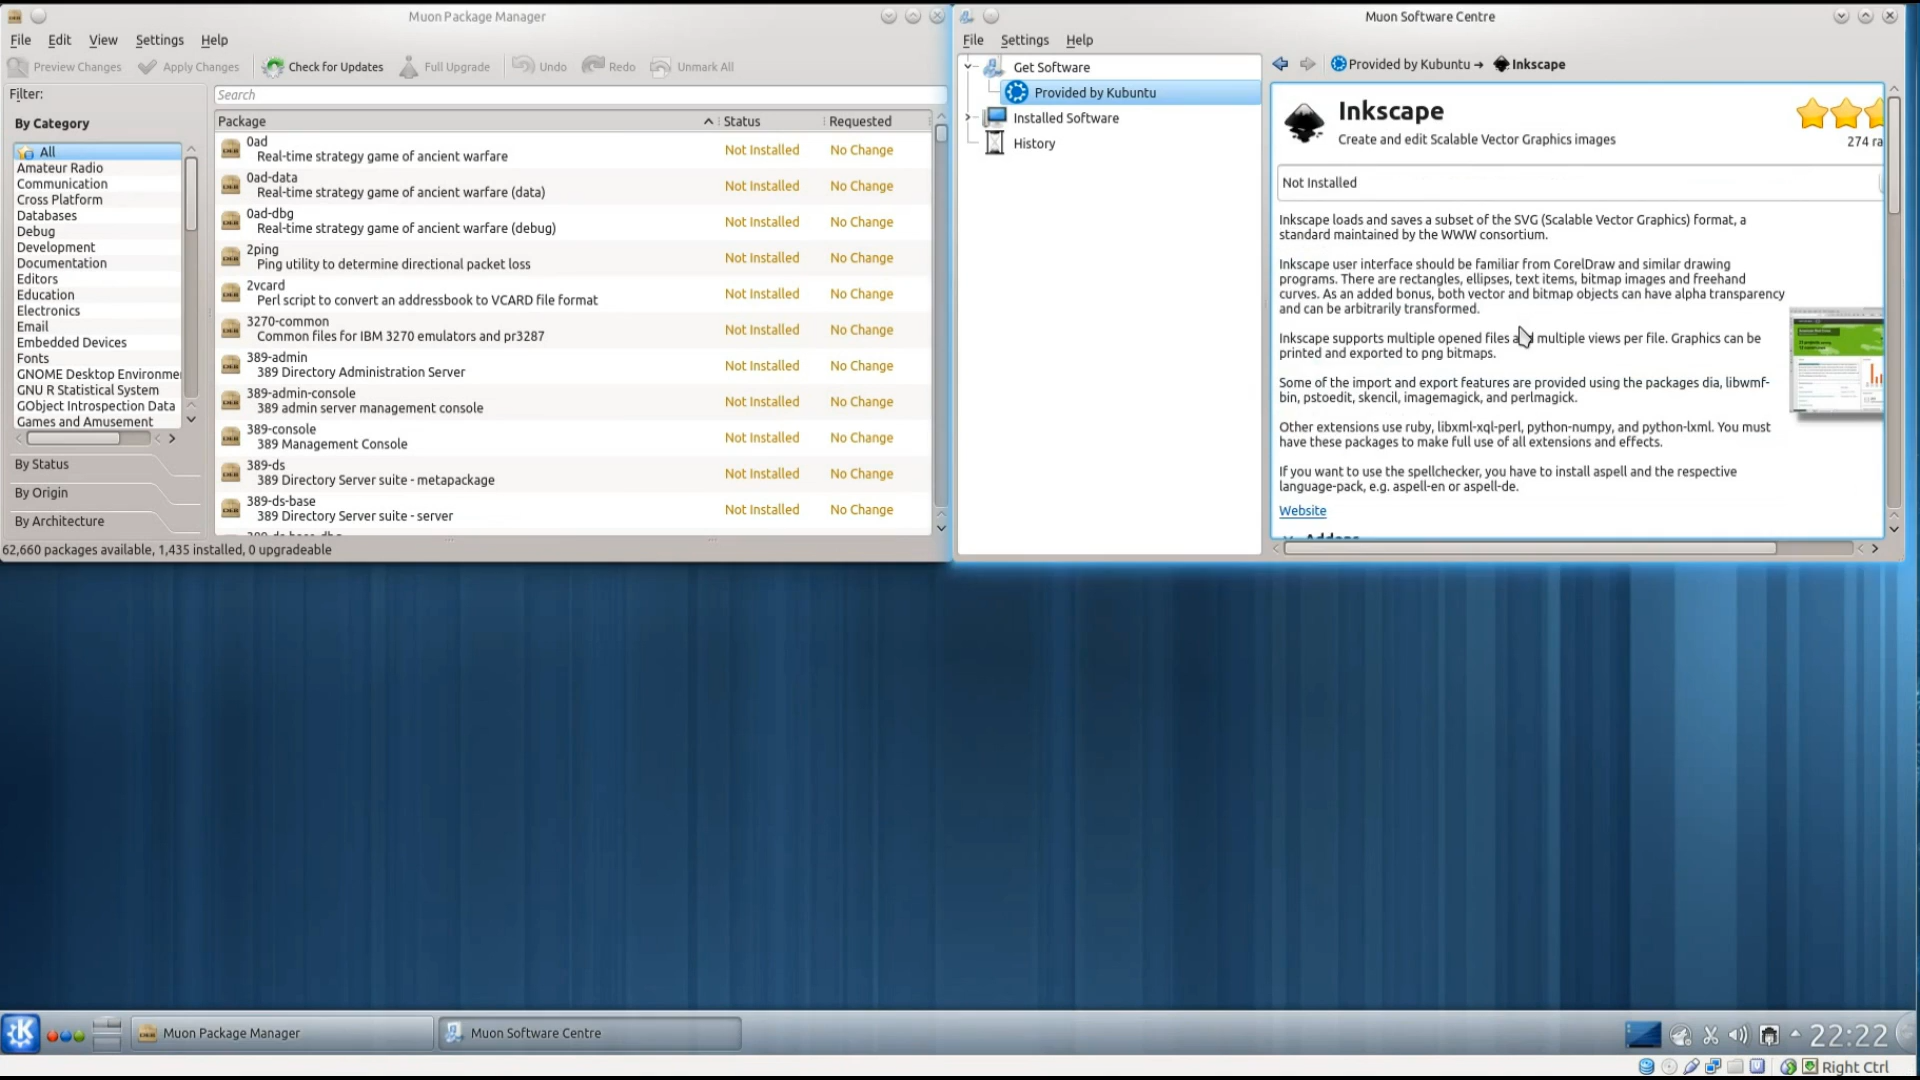 Muon Package Manager
File Edit View Settings Help
Preview Changes Apply Changes Check for Updates Full Upgrade Undo Redo Unmark All
Filter:
Search
By Category
All
Amateur Radio
Communication
Cross Platform
Databases
Debug
Development
Documentation
Editors
Education
Electronics
Email
Embedded Devices
Fonts
GNOME Desktop Environme
GNU R Statistical System
GObject Introspection Data
Games and Amusement
By Status
By Origin
By Architecture
Package Status Requested
0ad
Real-time strategy game of ancient warfare
Not Installed No Change
0ad-data
Real-time strategy game of ancient warfare (data)
Not Installed No Change
0ad-dbg
Real-time strategy game of ancient warfare (debug)
Not Installed No Change
2ping
Ping utility to determine directional packet loss
Not Installed No Change
2vcard
Perl script to convert an addressbook to VCARD file format
Not Installed No Change
3270-common
Common files for IBM 3270 emulators and pr3287
Not Installed No Change
389-admin
389 Directory Administration Server
Not Installed No Change
389-admin-console
389 admin server management console
Not Installed No Change
389-console
389 Management Console
Not Installed No Change
389-ds
389 Directory Server suite - metapackage
Not Installed No Change
389-ds-base
389 Directory Server suite - server
Not Installed No Change
62,660 packages available, 1,435 installed, 0 upgradeable
Muon Software Centre
File Settings Help
Get Software
Provided by Kubuntu
Installed Software
History
Provided by Kubuntu → Inkscape
Inkscape
Create and edit Scalable Vector Graphics images
274 ra
Not Installed
Inkscape loads and saves a subset of the SVG (Scalable Vector Graphics) format, a
standard maintained by the WWW consortium.
Inkscape user interface should be familiar from CorelDraw and similar drawing
programs. There are rectangles, ellipses, text items, bitmap images and freehand
curves. As an added bonus, both vector and bitmap objects can have alpha transparency
and can be arbitrarily transformed.
Inkscape supports multiple opened files a multiple views per file. Graphics can be
printed and exported to png bitmaps.
Some of the import and export features are provided using the packages dia, libwmf-
bin, pstoedit, skencil, imagemagick, and perlmagick.
Other extensions use ruby, libxml-xql-perl, python-numpy, and python-lxml. You must
have these packages to make full use of all extensions and effects.
If you want to use the spellchecker, you have to install aspell and the respective
language-pack, e.g. aspell-en or aspell-de.
Website
Muon Package Manager
Muon Software Centre
22:22
Right Ctrl